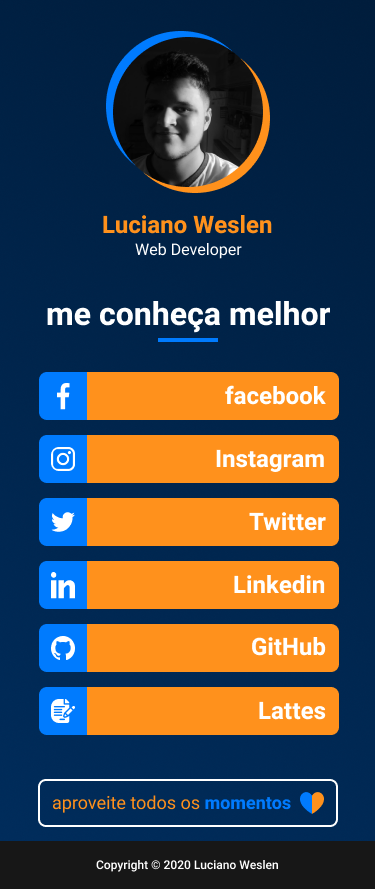 Luciano Weslen
Web Developer
me conheça melhor
facebook
Instagram
Twitter
Linkedin
GitHub
Lattes
aproveite todos os momentos
Copyright © 2020 Luciano Weslen